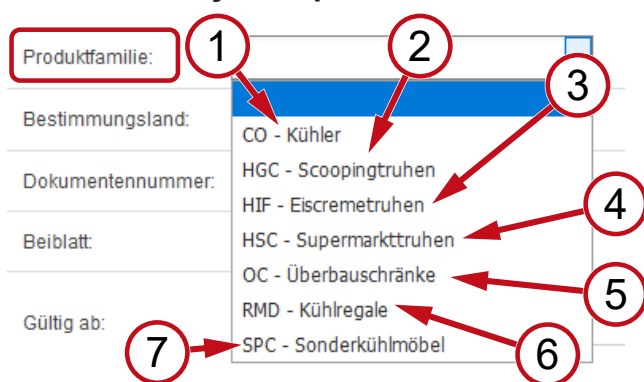 Produktfamilie:
1
2
3
Bestimmungsland:
CO - Kühler
HGC - Scoopingtruhen
Dokumentennummer:
HIF - Eiscremetruhen
4
Beiblatt:
HSC - Supermarkttruhen
OC - Überbauschränke
5
Gültig ab:
RMD - Kühlregale
7
SPC - Sonderkühlmöbel
6